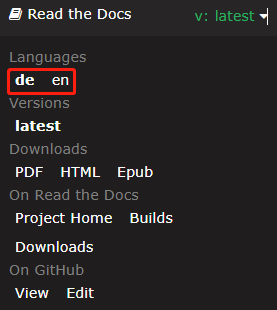 Read the Docs v: latest
Languages
de en
Versions
latest
Downloads
PDF HTML Epub
On Read the Docs
Project Home Builds
Downloads
On GitHub
View Edit